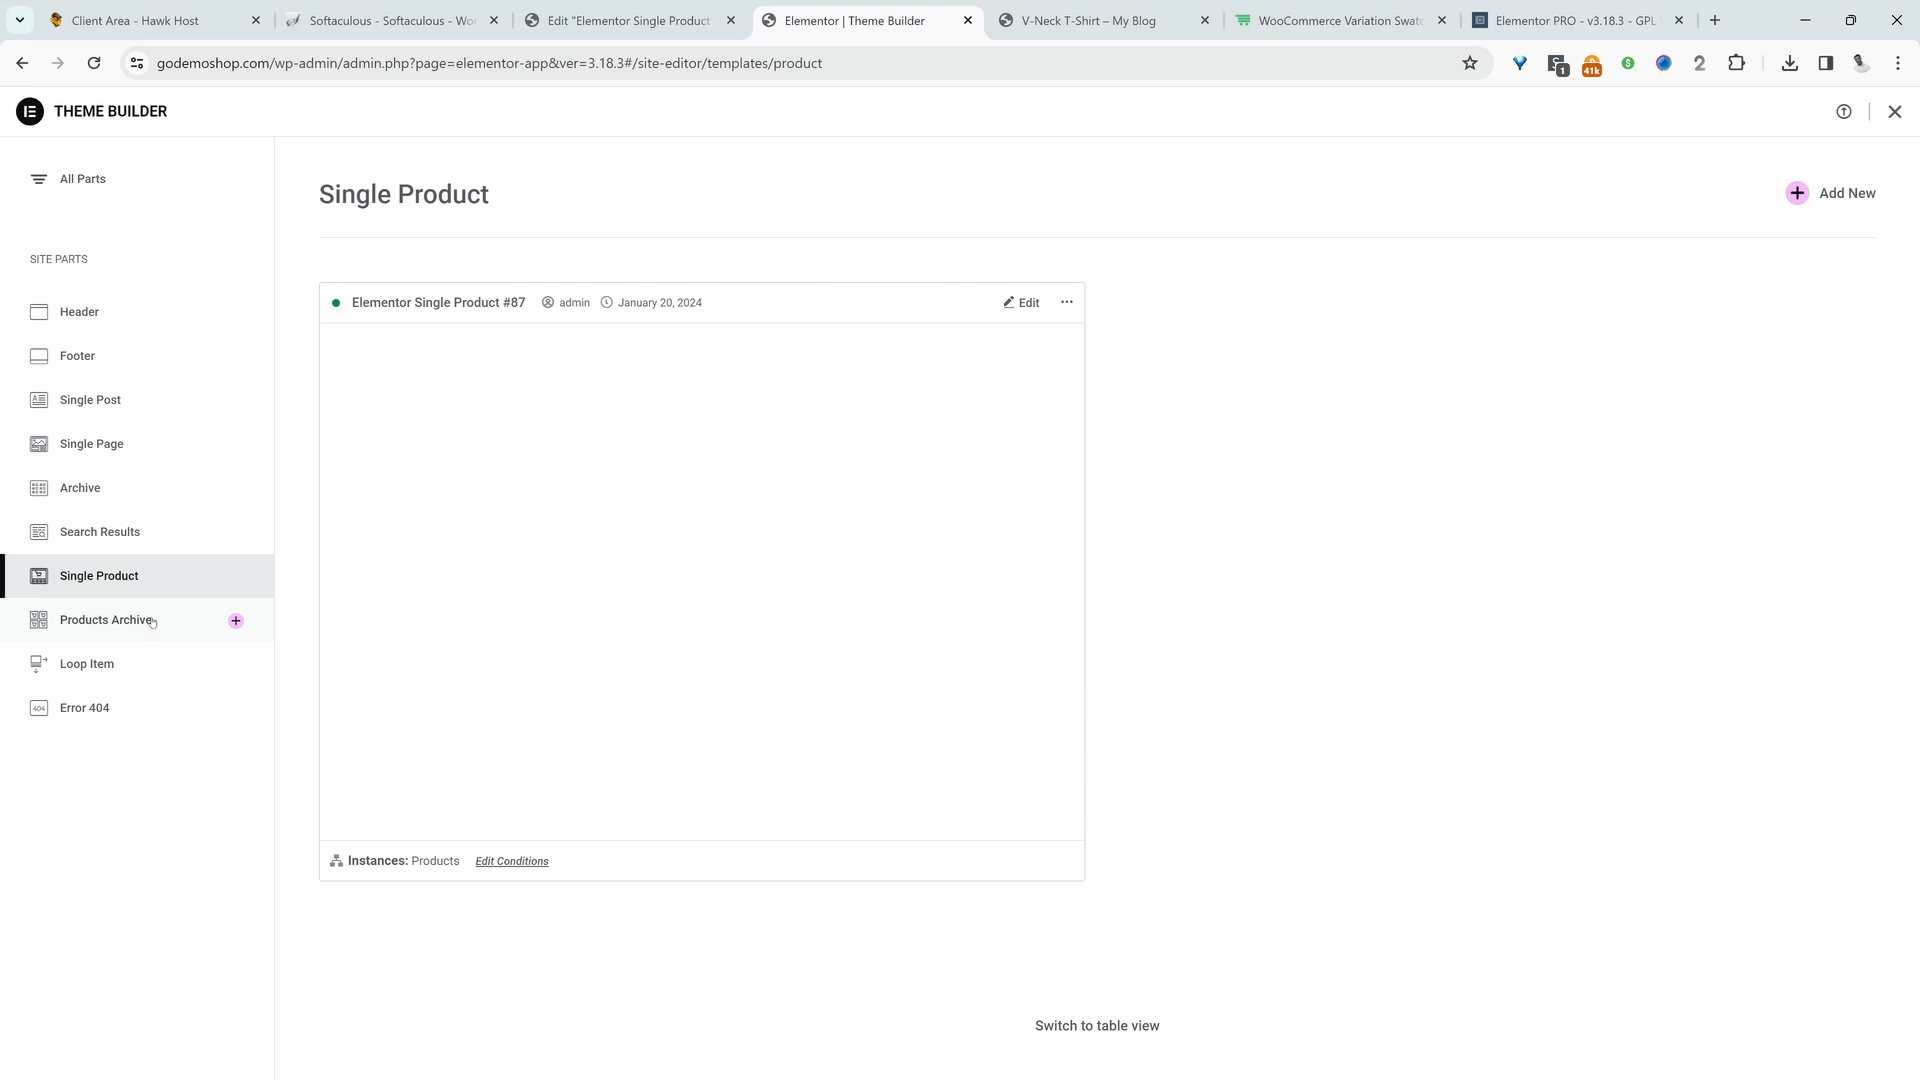 Client Area - Hawk Host
Softaculous - Softaculous - Wor
Edit "Elementor Single Product
Elementor | Theme Builder
V-Neck T-Shirt – My Blog
WooCommerce Variation Swatc
Elementor PRO - v3.18.3 - GPL
godemoshop.com/wp-admin/admin.php?page=elementor-app&ver=3.18.3#/site-editor/templates/product
1
41k
THEME BUILDER
All Parts
Single Product
Add New
SITE PARTS
Header
Footer
Single Post
Single Page
Archive
Search Results
Single Product
Products Archive
Loop Item
404
Error 404
Elementor Single Product #87
admin
January 20, 2024
Edit
Instances: Products
Edit Conditions
Switch to table view